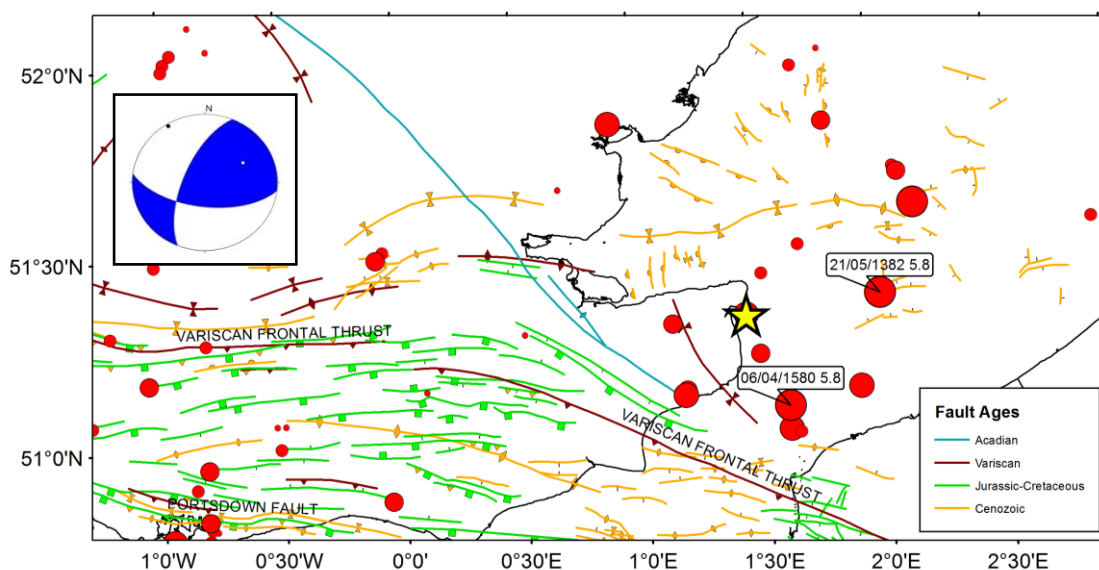 52°0'N
51°30'N
51°0'N
N
21/05/1382 5.8
06/04/1580 5.8
VARISCAN FRONTAL THRUST
VARISCAN FRONTAL THRUST
PORTSDOWN FAULT
Fault Ages
Acadian
Variscan
Jurassic-Cretaceous
Cenozoic
1°0'W 0°30'W 0°0' 0°30'E 1°0'E 1°30'E 2°0'E 2°30'E